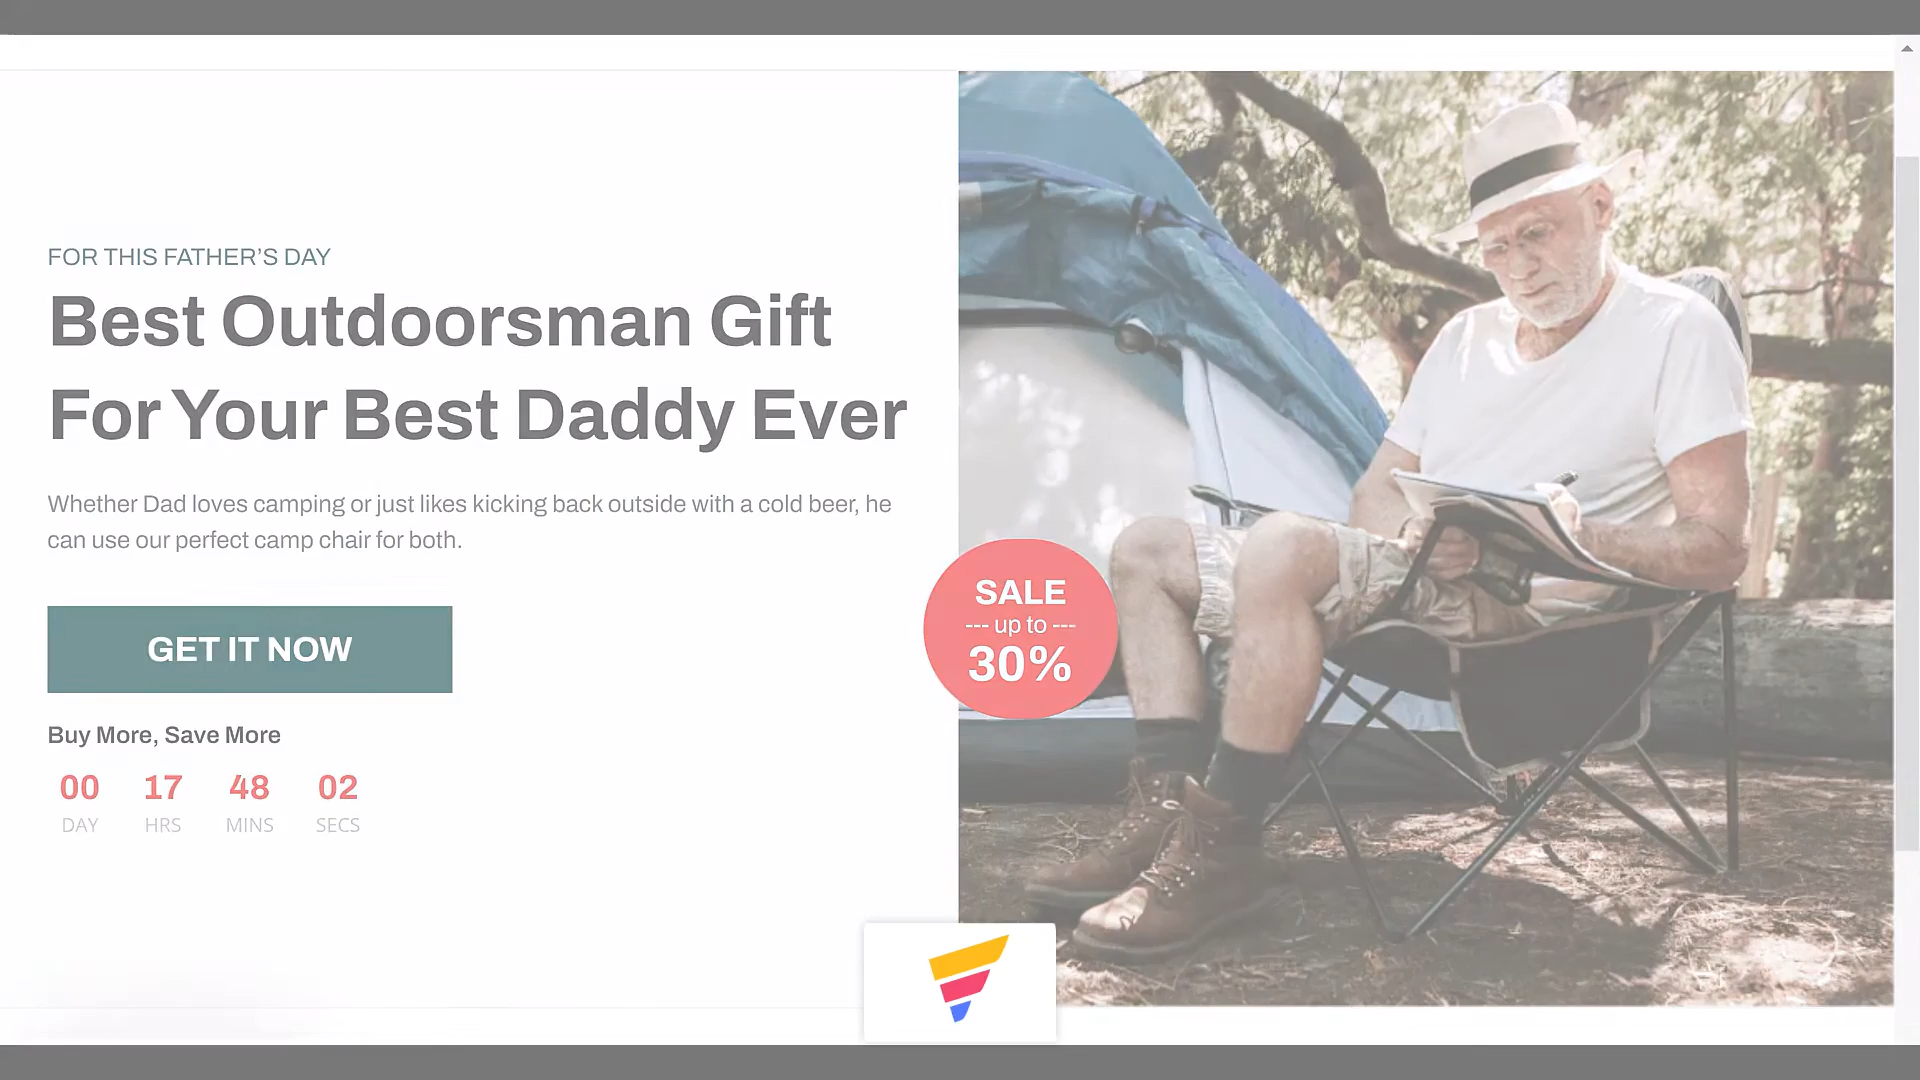 FOR THIS FATHER’S DAY
Best Outdoorsman Gift
For Your Best Daddy Ever
Whether Dad loves camping or just likes kicking back outside with a cold beer, he
can use our perfect camp chair for both.
GET IT NOW
Buy More, Save More
00 17 48 02
DAY HRS MINS SECS
SALE
--- up to ---
30%